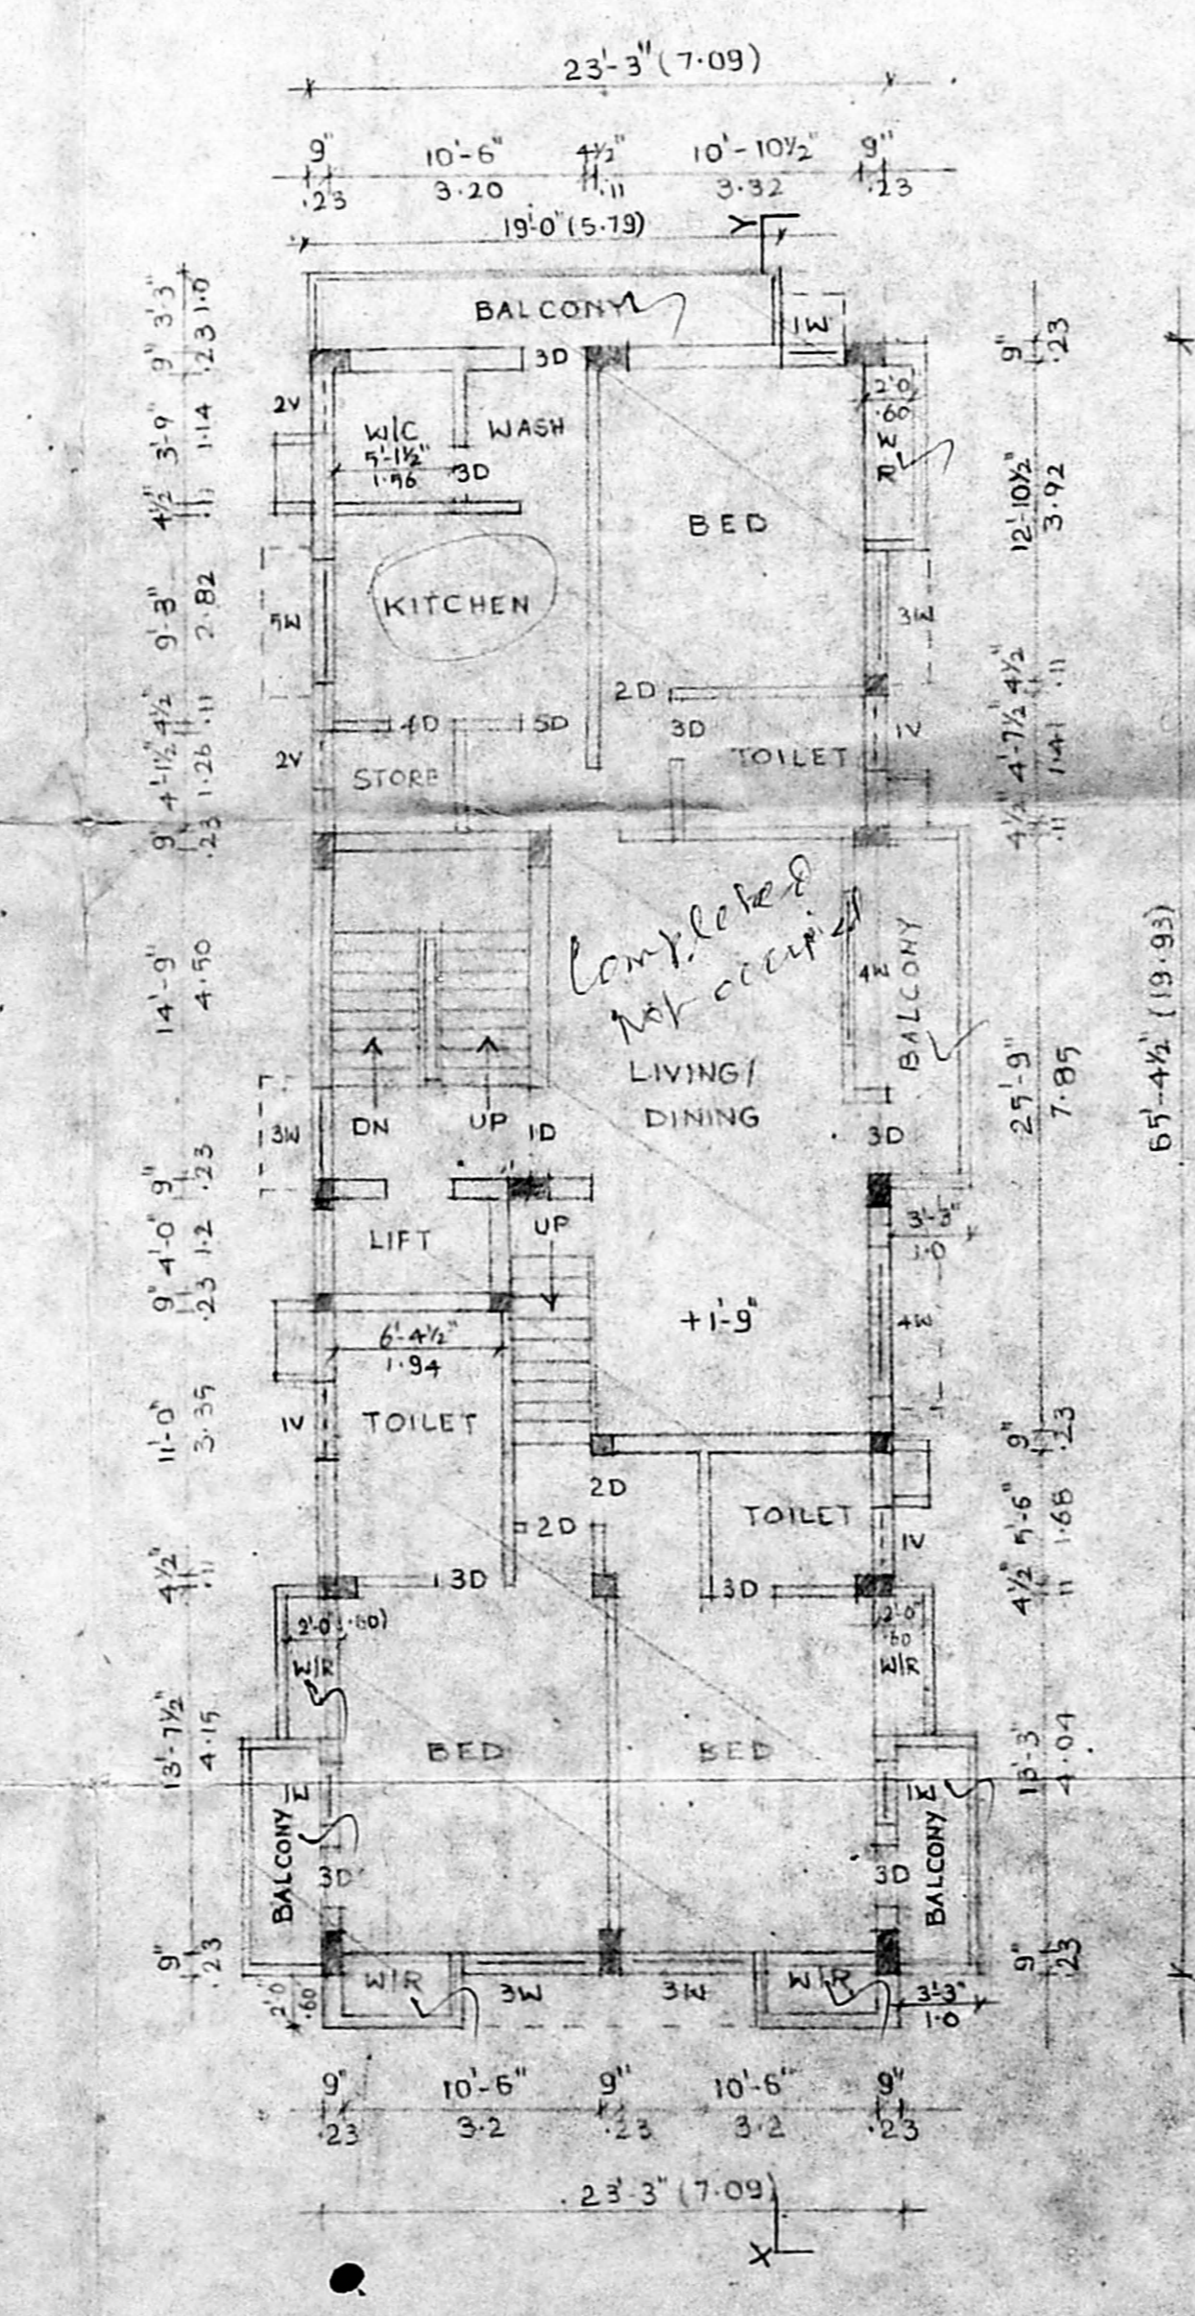 23'-3" (7.09)
9" 10'-6" 4½" 10'-10½" 9"
.23 3.20 .11 3.32 .23
19'-0" (5.79) Y
BALCONY
1W
3D
9" 3'-3"
.23 1.0
9"
.23
2V
3'-9"
1.14
W/C
5'-1½"
1.56
3D
WASH
2'-0
.60
W
R
4½"
.11
BED
12'-10½"
3.92
KITCHEN
5W
9'-3"
2.82
3W
2D
4½"
.11
4½"
.11
4D
5D
3D
1V
2V
STORE
TOILET
4'-1½"
1.26
4'-7½"
1.41
9"
.23
4½"
.11
Completed
Not occupied
14'-9"
4.50
4W
BALCONY
65'-4½" (19.93)
LIVING/
DINING
25'-9"
7.85
3W
DN
UP
1D
3D
9"
.23
LIFT
UP
3'-3"
1.0
4'-0"
1.2
9"
.23
6'-4½"
1.94
+1'-9"
4W
1V
TOILET
11'-0"
3.35
9"
.23
2D
2D
TOILET
1V
5'-6"
1.68
4½"
.11
3D
3D
4½"
.11
2'-0 (.60)
W/R
2'-0"
.60
W/R
13'-7½"
4.15
BED
BED
13'-3"
4.04
BALCONY
3D
3D
BALCONY
9"
.23
9"
.23
2'-0"
.60
W/R
3W
3W
W/R
3'-3"
1.0
9" 10'-6" 9" 10'-6" 9"
.23 3.2 .23 3.2 .23
23'-3" (7.09)
X